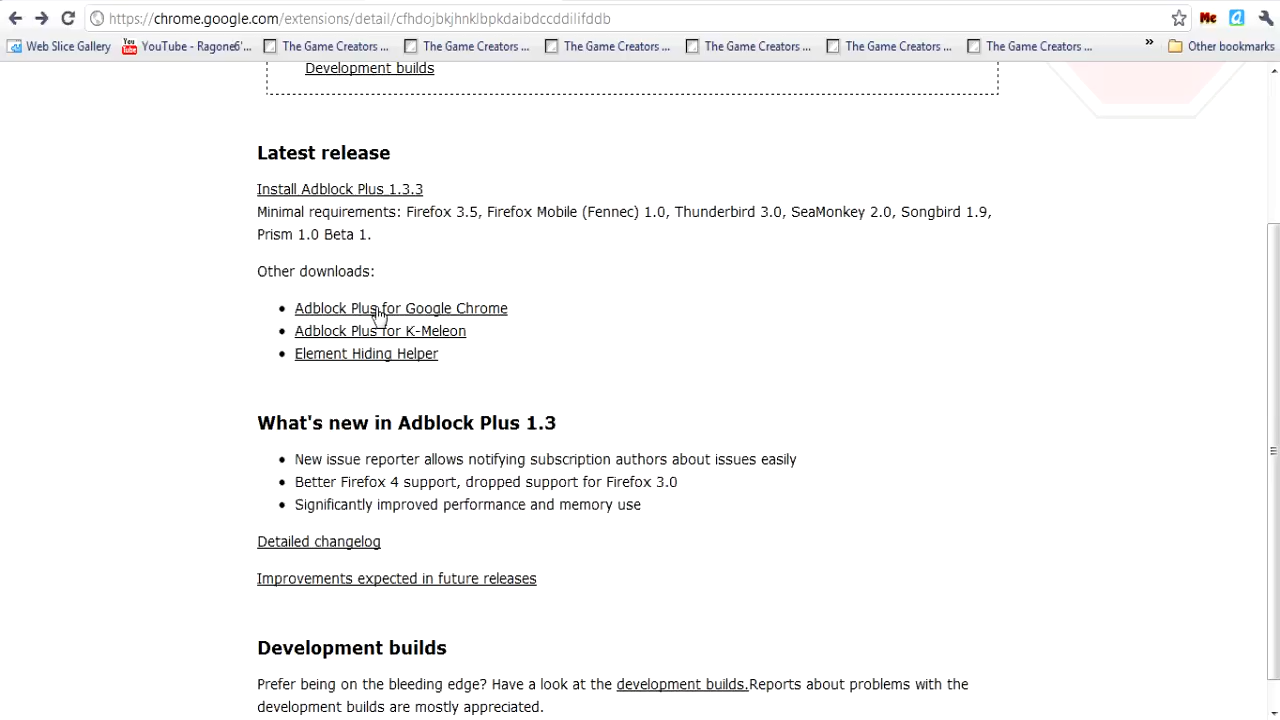 https://chrome.google.com/extensions/detail/cfhdojbkjhnklbpkdaibdccddilifddb
Me
a
Web Slice Gallery
You Tube
YouTube - Ragone6'...
The Game Creators ...
The Game Creators ...
The Game Creators ...
The Game Creators ...
The Game Creators ...
The Game Creators ...
»
Other bookmarks
Development builds
Latest release
Install Adblock Plus 1.3.3
Minimal requirements: Firefox 3.5, Firefox Mobile (Fennec) 1.0, Thunderbird 3.0, SeaMonkey 2.0, Songbird 1.9,
Prism 1.0 Beta 1.
Other downloads:
• Adblock Plus for Google Chrome
• Adblock Plus for K-Meleon
• Element Hiding Helper
What's new in Adblock Plus 1.3
• New issue reporter allows notifying subscription authors about issues easily
• Better Firefox 4 support, dropped support for Firefox 3.0
• Significantly improved performance and memory use
Detailed changelog
Improvements expected in future releases
Development builds
Prefer being on the bleeding edge? Have a look at the development builds.Reports about problems with the
development builds are mostly appreciated.